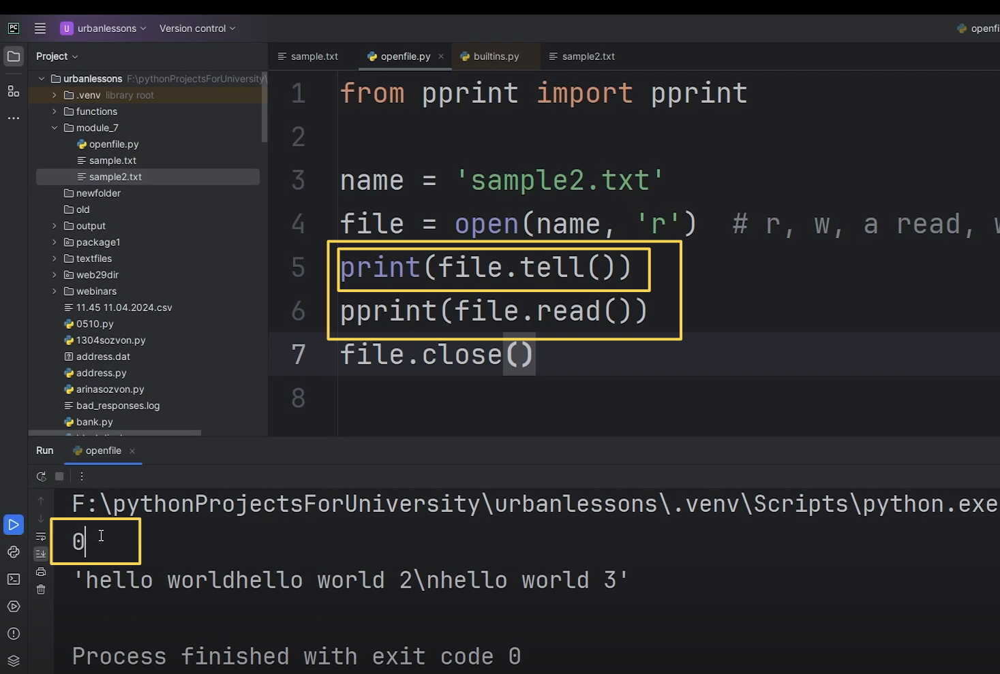 PC
U urbanlessons Version control openfi
Project
sample.txt openfile.py builtins.py sample2.txt
urbanlessons F:\pythonProjectsForUniversity\
.venv library root
functions
module_7
openfile.py
sample.txt
sample2.txt
newfolder
old
output
package1
textfiles
web29dir
webinars
11.45 11.04.2024.csv
0510.py
1304sozvon.py
address.dat
address.py
arinasozvon.py
bad_responses.log
bank.py
1 from pprint import pprint
2
3 name = 'sample2.txt'
4 file = open(name, 'r') # r, w, a read, w
5 print(file.tell())
6 pprint(file.read())
7 file.close()
8
Run openfile
F:\pythonProjectsForUniversity\urbanlessons\.venv\Scripts\python.exe
0
'hello worldhello world 2\nhello world 3'
Process finished with exit code 0